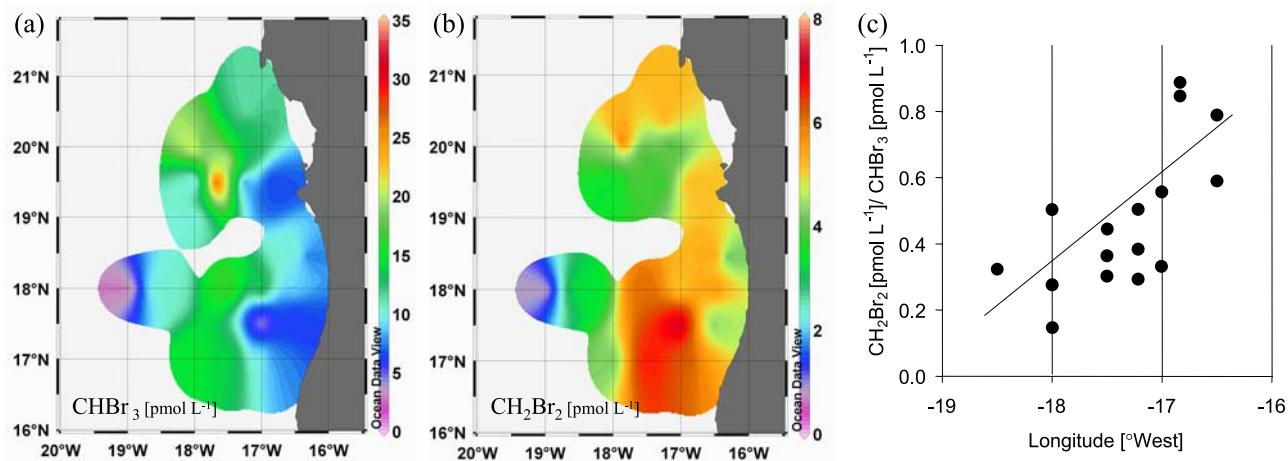 (a)
21°N
20°N
19°N
18°N
17°N
16°N
20°W 19°W 18°W 17°W 16°W
CHBr3 [pmol L-1]
35
30
25
20
15
10
5
0
Ocean Data View
(b)
21°N
20°N
19°N
18°N
17°N
16°N
20°W 19°W 18°W 17°W 16°W
CH2Br2 [pmol L-1]
8
6
4
2
0
Ocean Data View
(c)
CH2Br2 [pmol L-1]/ CHBr3 [pmol L-1]
1.0
0.8
0.6
0.4
0.2
0.0
-19 -18 -17 -16
Longitude [°West]